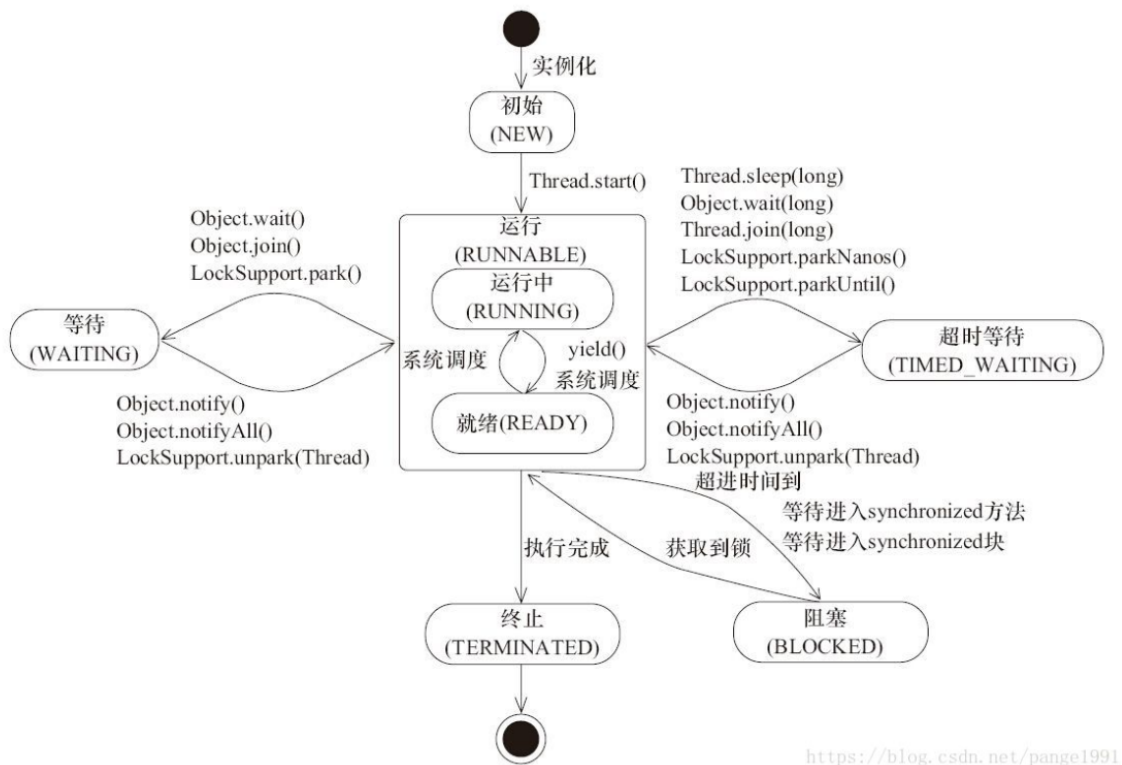 实例化
初始
(NEW)
Thread.start()
Object.wait()
Object.join()
LockSupport.park()
Thread.sleep(long)
Object.wait(long)
Thread.join(long)
LockSupport.parkNanos()
LockSupport.parkUntil()
运行
(RUNNABLE)
运行中
(RUNNING)
系统调度
yield()
系统调度
就绪(READY)
等待
(WAITING)
超时等待
(TIMED_WAITING)
Object.notify()
Object.notifyAll()
LockSupport.unpark(Thread)
Object.notify()
Object.notifyAll()
LockSupport.unpark(Thread)
超进时间到
等待进入synchronized方法
等待进入synchronized块
获取到锁
执行完成
终止
(TERMINATED)
阻塞
(BLOCKED)
https://blog.csdn.net/pange1991